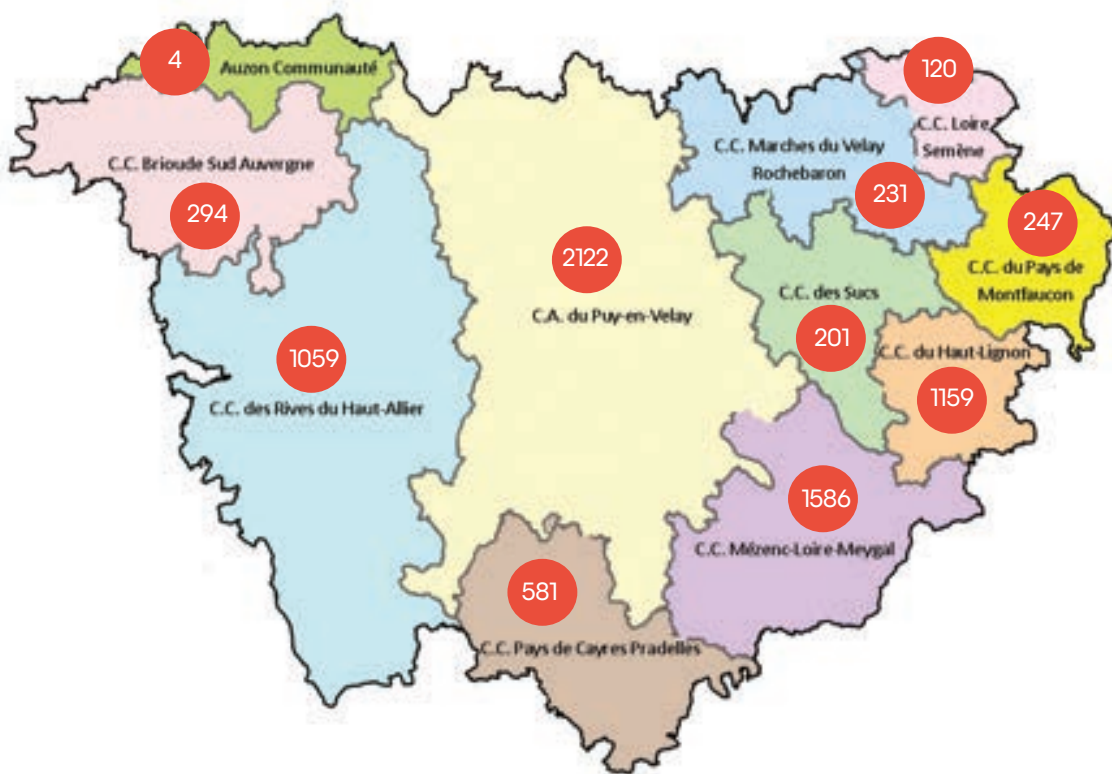 4
Auzon Communauté
120
C.C. Loire
Semène
C.C. Marches du Velay
Rochebaron
C.C. Brioude Sud Auvergne
294
231
247
C.C. du Pays de
Montfaucon
2122
C.A. du Puy-en-Velay
C.C. des Sucs
201
C.C. du Haut-Lignon
1159
1059
C.C. des Rives du Haut-Allier
1586
C.C. Mézenc-Loire-Meygal
581
C.C. Pays de Cayres Pradelles